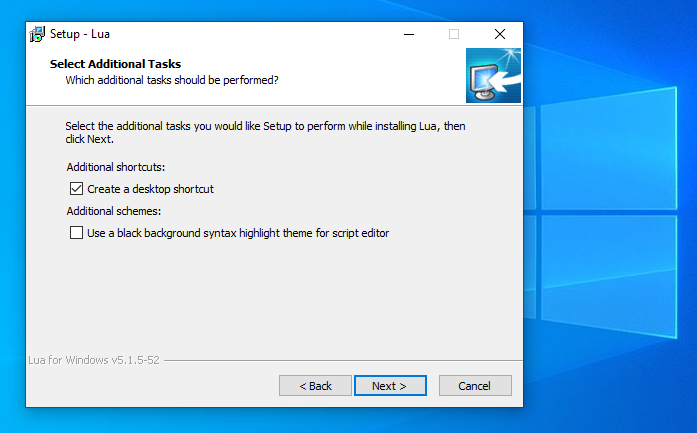 Setup - Lua
Select Additional Tasks
Which additional tasks should be performed?
Select the additional tasks you would like Setup to perform while installing Lua, then
click Next.
Additional shortcuts:
Create a desktop shortcut
Additional schemes:
Use a black background syntax highlight theme for script editor
Lua for Windows v5.1.5-52
< Back
Next >
Cancel